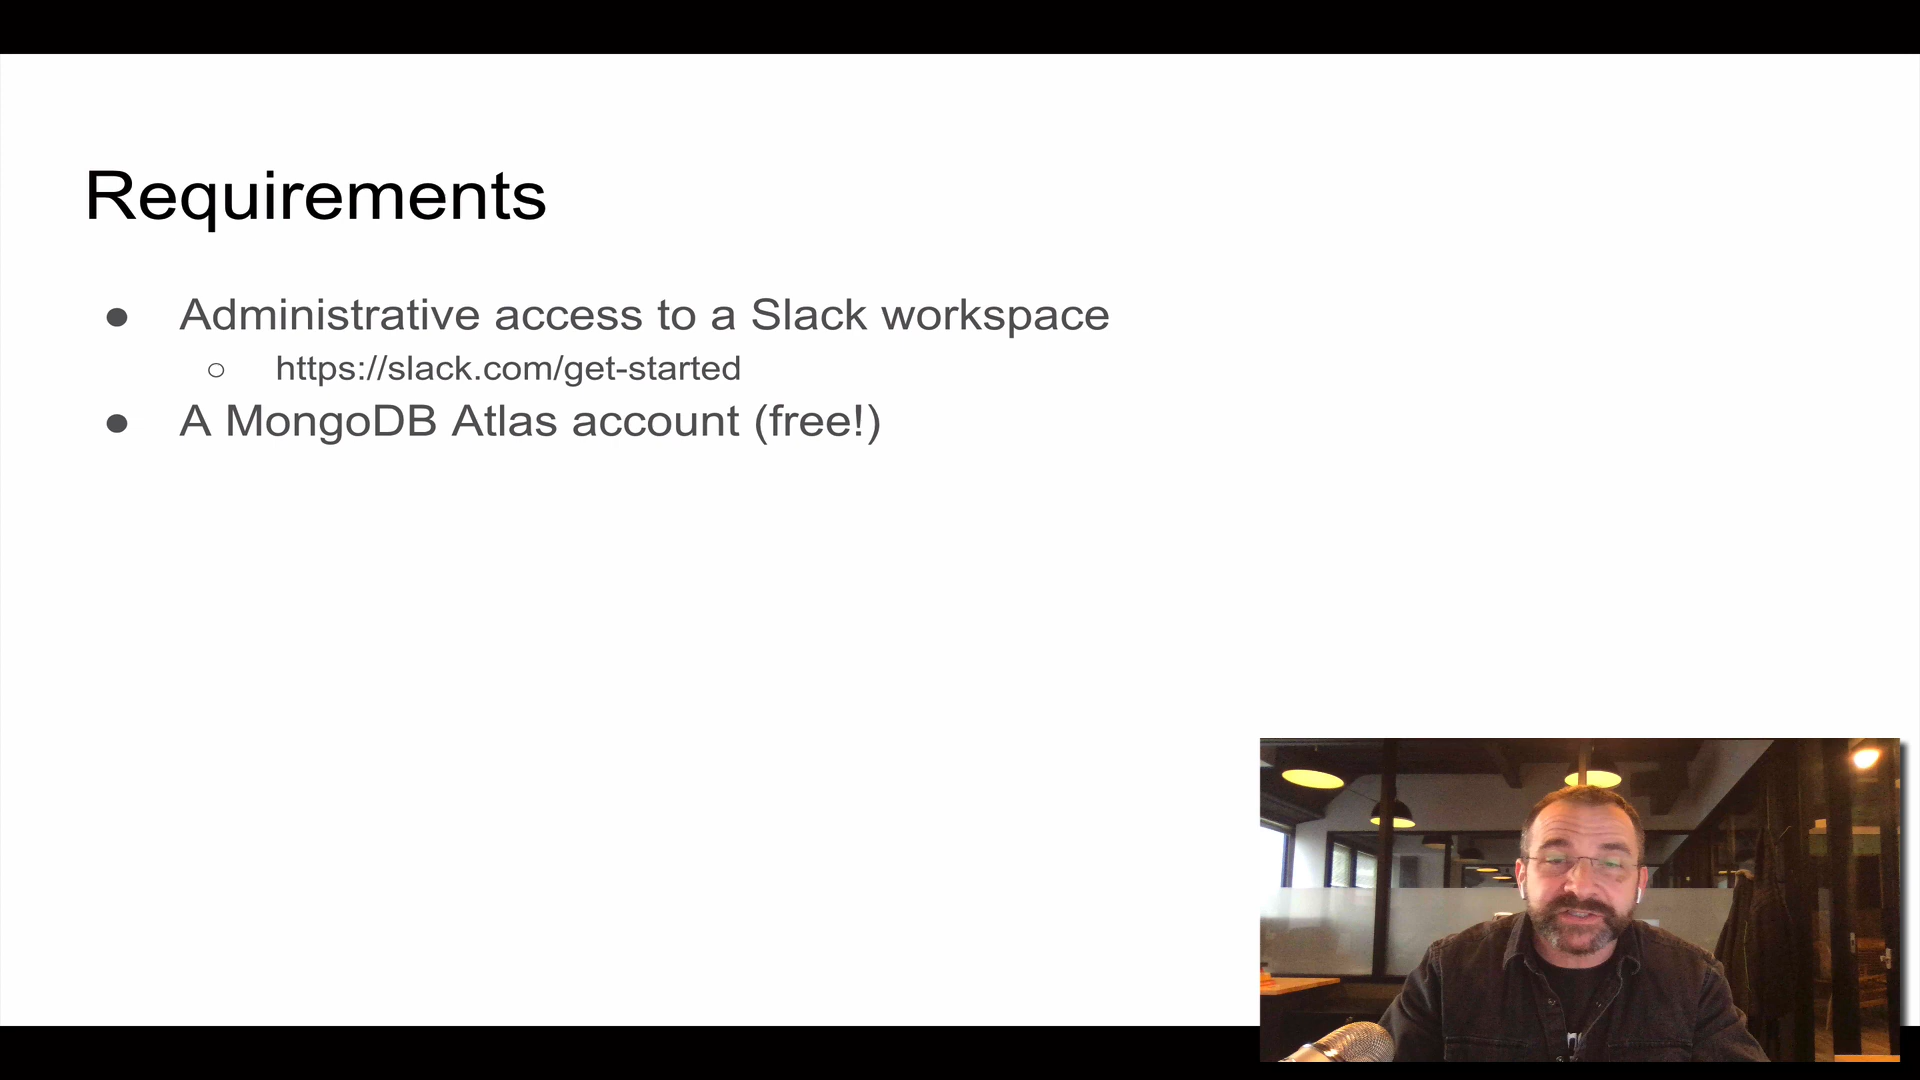 Requirements
● Administrative access to a Slack workspace
○ https://slack.com/get-started
● A MongoDB Atlas account (free!)